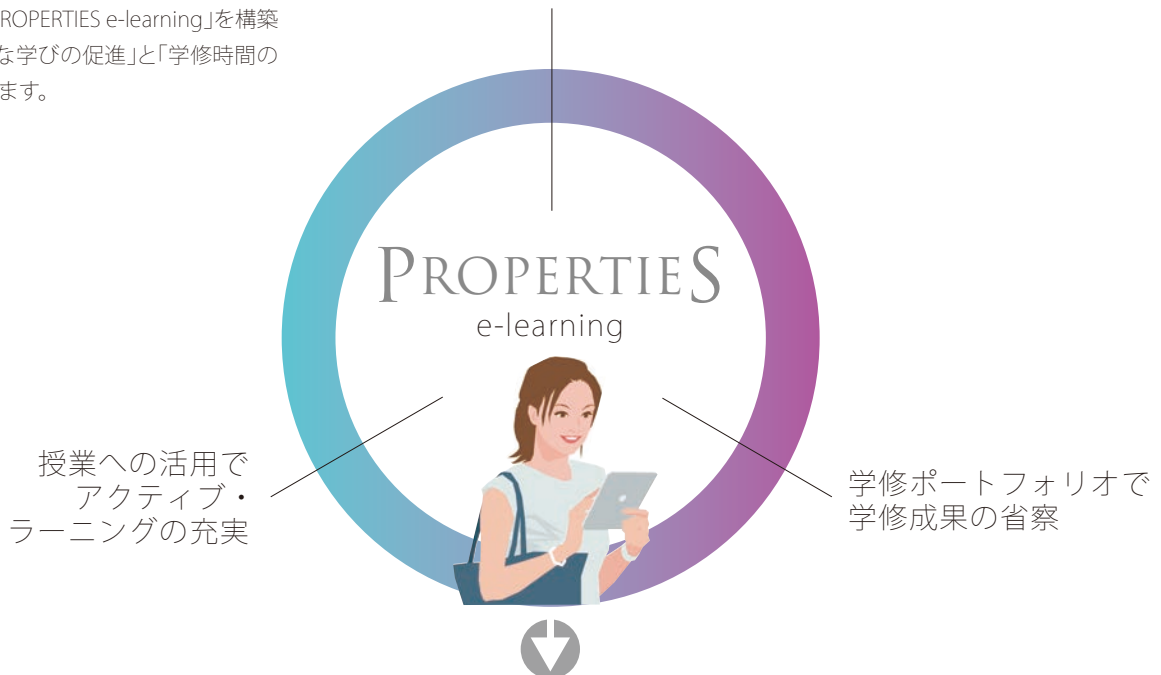 ROPERTIES e-learning」を構築
な学びの促進」と「学修時間の
ます。
PROPERTIES
e-learning
授業への活用で
アクティブ・
ラーニングの充実
学修ポートフォリオで
学修成果の省察